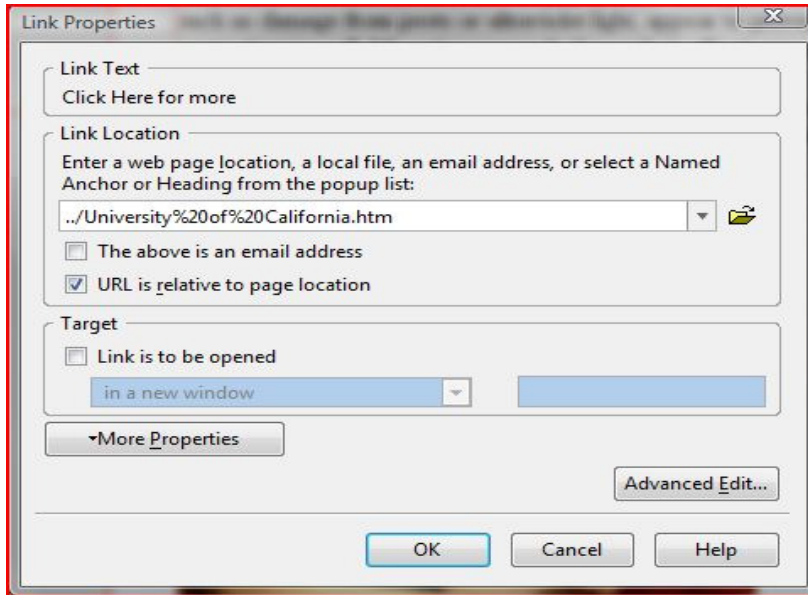 Link Properties
Link Text
Click Here for more
Link Location
Enter a web page location, a local file, an email address, or select a Named
Anchor or Heading from the popup list:
../University%20of%20California.htm
The above is an email address
URL is relative to page location
Target
Link is to be opened
in a new window
More Properties
Advanced Edit...
OK Cancel Help